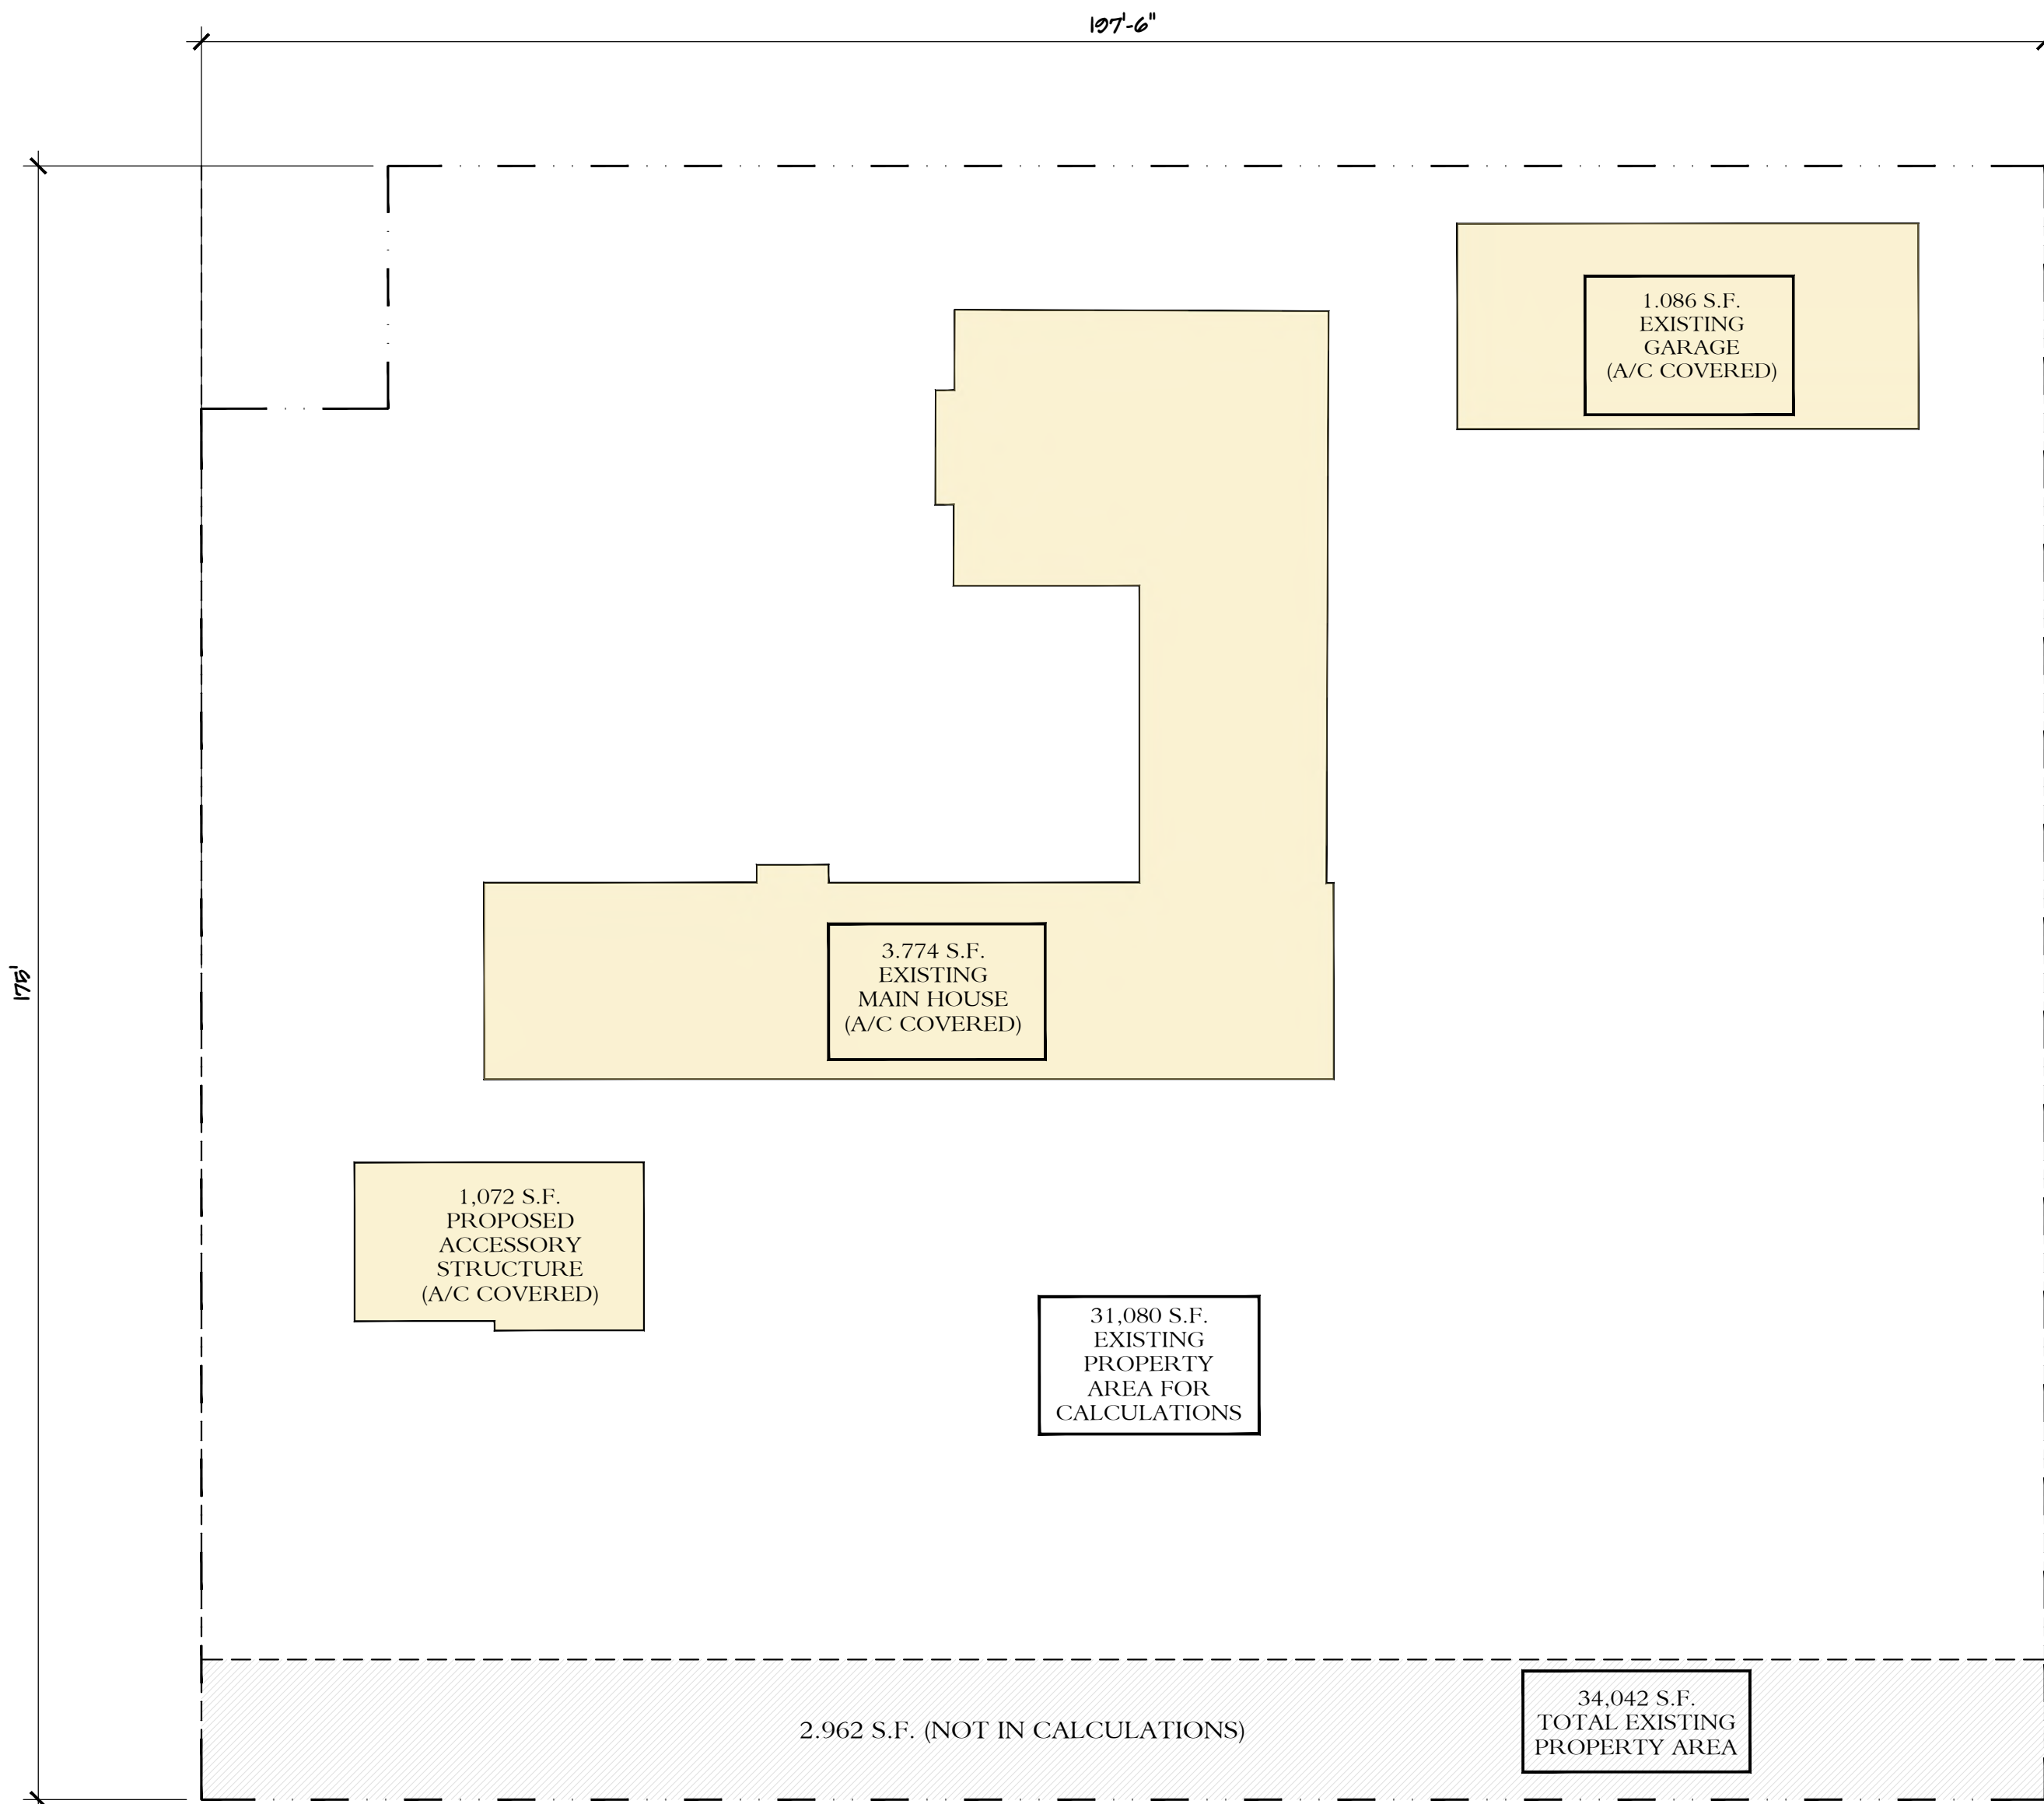 197'-6"
1.086 S.F.
EXISTING
GARAGE
(A/C COVERED)
3.774 S.F.
EXISTING
MAIN HOUSE
(A/C COVERED)
175'
1,072 S.F.
PROPOSED
ACCESSORY
STRUCTURE
(A/C COVERED)
31,080 S.F.
EXISTING
PROPERTY
AREA FOR
CALCULATIONS
34,042 S.F.
TOTAL EXISTING
PROPERTY AREA
2.962 S.F. (NOT IN CALCULATIONS)